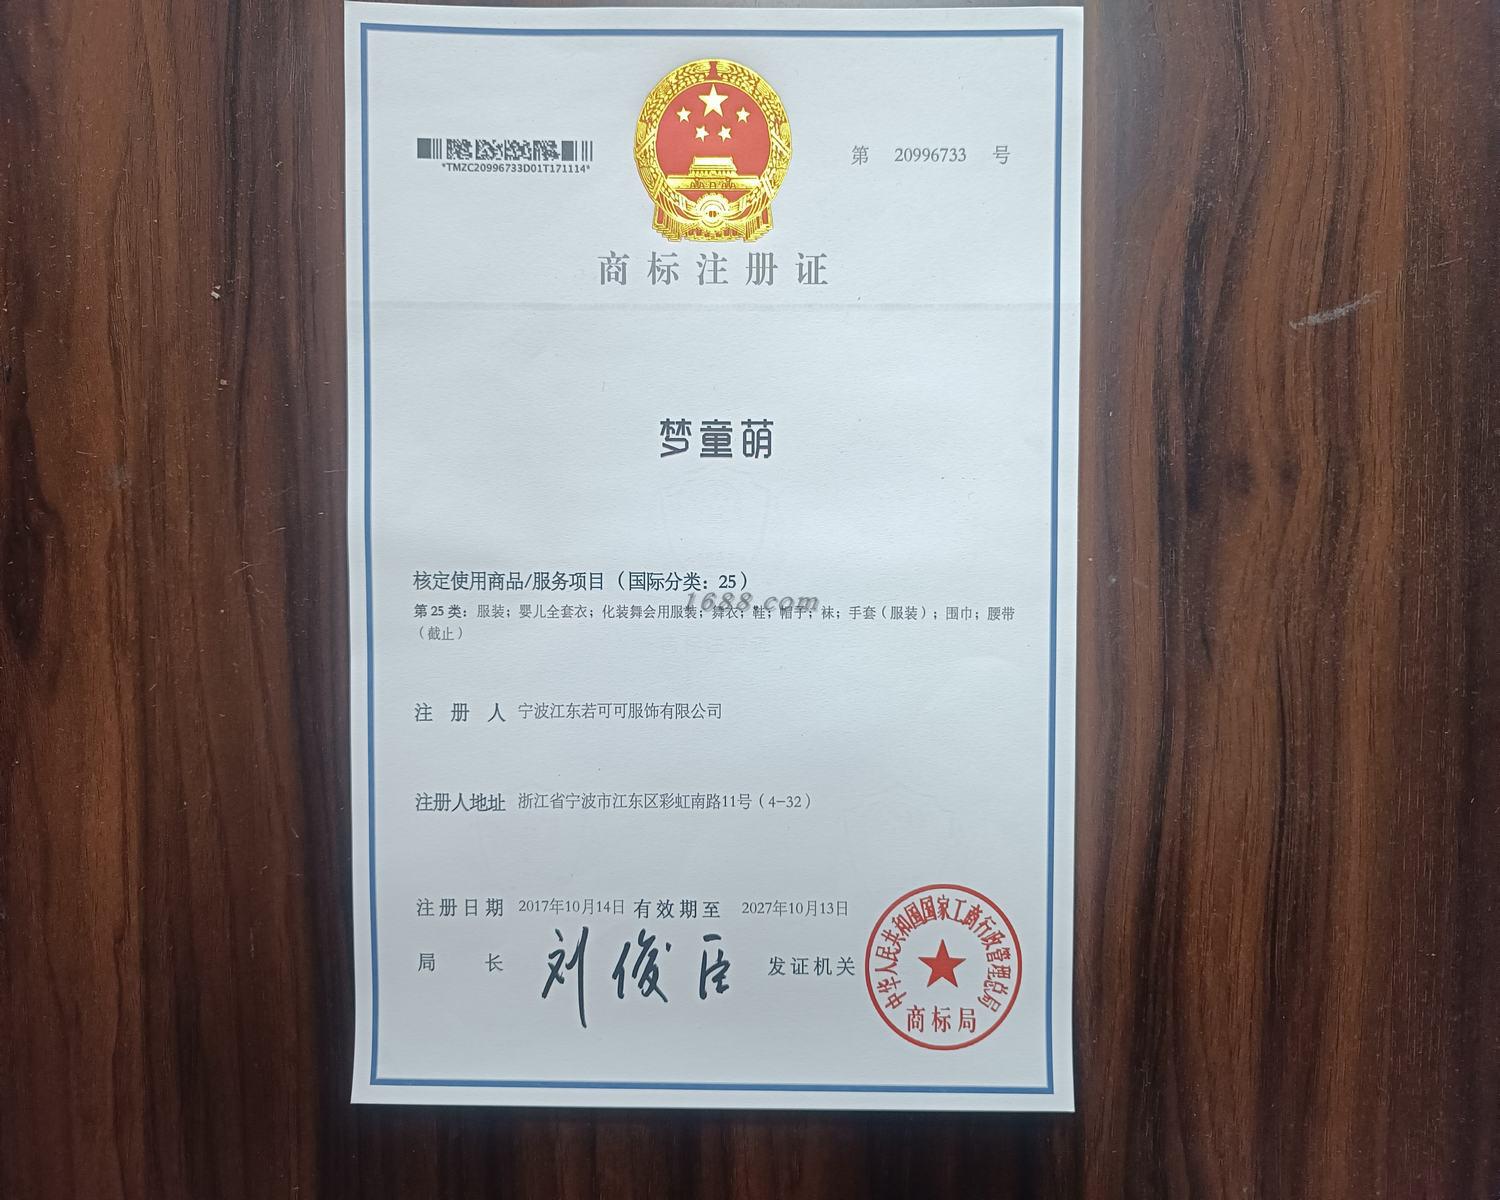 *TMZC20996733D01T171114*
第 20996733 号
商标注册证
梦童萌
核定使用商品/服务项目（国际分类：25）
第25类：服装；婴儿全套衣；化装舞会用服装；舞衣；鞋；帽子；袜；手套（服装）；围巾；腰带
（截止）
1688.com
注册人 宁波江东若可可服饰有限公司
注册人地址 浙江省宁波市江东区彩虹南路11号（4-32）
注册日期 2017年10月14日 有效期至 2027年10月13日
局长 刘俊臣 发证机关
中华人民共和国国家工商行政管理总局
商标局